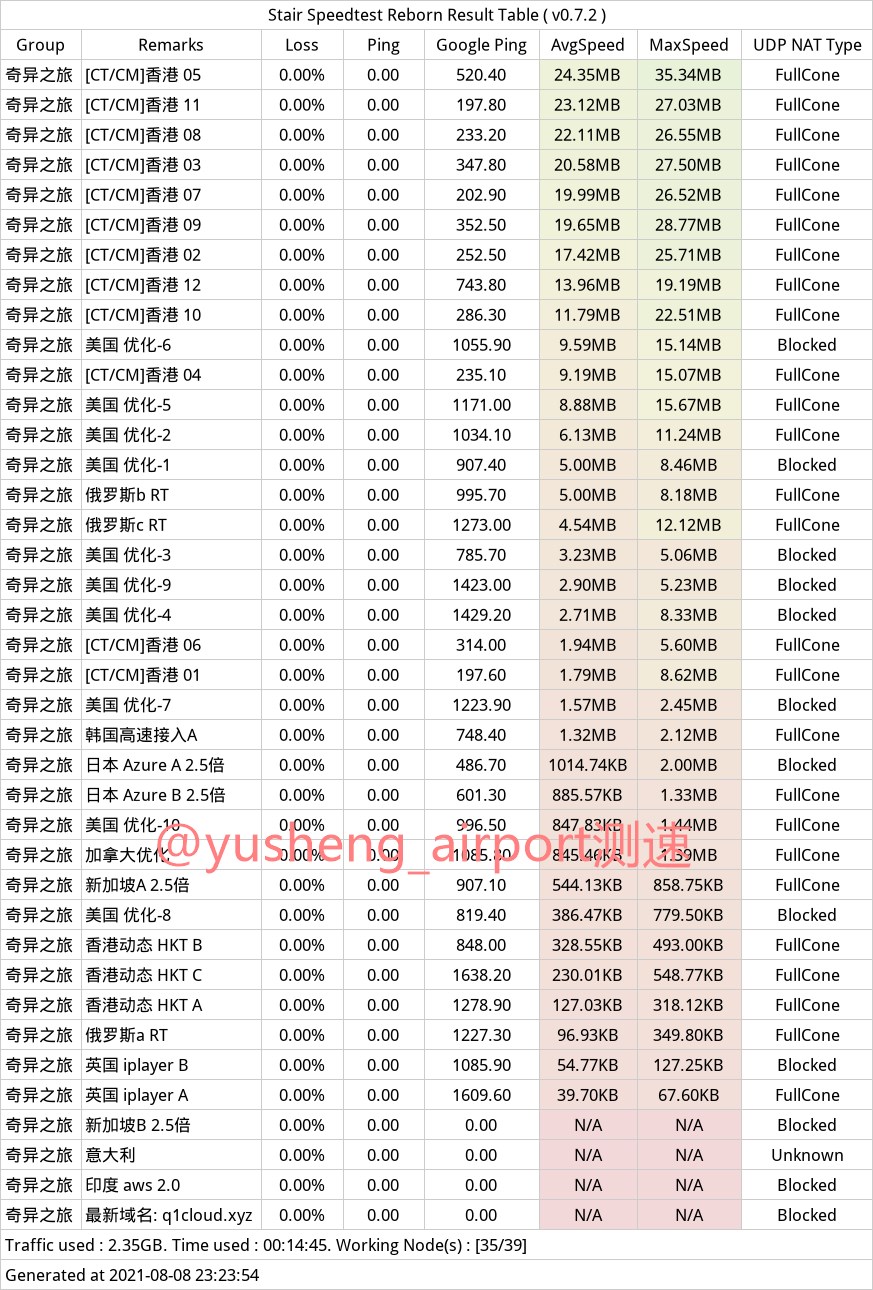 Stair Speedtest Reborn Result Table ( v0.7.2 )
Group Remarks Loss Ping Google Ping AvgSpeed MaxSpeed UDP NAT Type
奇异之旅 [CT/CM]香港 05 0.00% 0.00 520.40 24.35MB 35.34MB FullCone
奇异之旅 [CT/CM]香港 11 0.00% 0.00 197.80 23.12MB 27.03MB FullCone
奇异之旅 [CT/CM]香港 08 0.00% 0.00 233.20 22.11MB 26.55MB FullCone
奇异之旅 [CT/CM]香港 03 0.00% 0.00 347.80 20.58MB 27.50MB FullCone
奇异之旅 [CT/CM]香港 07 0.00% 0.00 202.90 19.99MB 26.52MB FullCone
奇异之旅 [CT/CM]香港 09 0.00% 0.00 352.50 19.65MB 28.77MB FullCone
奇异之旅 [CT/CM]香港 02 0.00% 0.00 252.50 17.42MB 25.71MB FullCone
奇异之旅 [CT/CM]香港 12 0.00% 0.00 743.80 13.96MB 19.19MB FullCone
奇异之旅 [CT/CM]香港 10 0.00% 0.00 286.30 11.79MB 22.51MB FullCone
奇异之旅 美国 优化-6 0.00% 0.00 1055.90 9.59MB 15.14MB Blocked
奇异之旅 [CT/CM]香港 04 0.00% 0.00 235.10 9.19MB 15.07MB FullCone
奇异之旅 美国 优化-5 0.00% 0.00 1171.00 8.88MB 15.67MB FullCone
奇异之旅 美国 优化-2 0.00% 0.00 1034.10 6.13MB 11.24MB FullCone
奇异之旅 美国 优化-1 0.00% 0.00 907.40 5.00MB 8.46MB Blocked
奇异之旅 俄罗斯b RT 0.00% 0.00 995.70 5.00MB 8.18MB FullCone
奇异之旅 俄罗斯c RT 0.00% 0.00 1273.00 4.54MB 12.12MB FullCone
奇异之旅 美国 优化-3 0.00% 0.00 785.70 3.23MB 5.06MB Blocked
奇异之旅 美国 优化-9 0.00% 0.00 1423.00 2.90MB 5.23MB Blocked
奇异之旅 美国 优化-4 0.00% 0.00 1429.20 2.71MB 8.33MB Blocked
奇异之旅 [CT/CM]香港 06 0.00% 0.00 314.00 1.94MB 5.60MB FullCone
奇异之旅 [CT/CM]香港 01 0.00% 0.00 197.60 1.79MB 8.62MB FullCone
奇异之旅 美国 优化-7 0.00% 0.00 1223.90 1.57MB 2.45MB Blocked
奇异之旅 韩国高速接入A 0.00% 0.00 748.40 1.32MB 2.12MB FullCone
奇异之旅 日本 Azure A 2.5倍 0.00% 0.00 486.70 1014.74KB 2.00MB Blocked
奇异之旅 日本 Azure B 2.5倍 0.00% 0.00 601.30 885.57KB 1.33MB FullCone
奇异之旅 美国 优化-10 0.00% 0.00 996.50 847.83KB 1.44MB FullCone
@yusheng_airport测速
奇异之旅 加拿大优化 0.00% 0.00 1085.80 845.46KB FullCone
奇异之旅 新加坡A 2.5倍 0.00% 0.00 907.10 544.13KB 858.75KB FullCone
奇异之旅 美国 优化-8 0.00% 0.00 819.40 386.47KB 779.50KB Blocked
奇异之旅 香港动态 HKT B 0.00% 0.00 848.00 328.55KB 493.00KB FullCone
奇异之旅 香港动态 HKT C 0.00% 0.00 1638.20 230.01KB 548.77KB FullCone
奇异之旅 香港动态 HKT A 0.00% 0.00 1278.90 127.03KB 318.12KB FullCone
奇异之旅 俄罗斯a RT 0.00% 0.00 1227.30 96.93KB 349.80KB FullCone
奇异之旅 英国 iplayer B 0.00% 0.00 1085.90 54.77KB 127.25KB Blocked
奇异之旅 英国 iplayer A 0.00% 0.00 1609.60 39.70KB 67.60KB FullCone
奇异之旅 新加坡B 2.5倍 0.00% 0.00 0.00 N/A N/A Blocked
奇异之旅 意大利 0.00% 0.00 0.00 N/A N/A Unknown
奇异之旅 印度 aws 2.0 0.00% 0.00 0.00 N/A N/A Blocked
奇异之旅 最新域名: q1cloud.xyz 0.00% 0.00 0.00 N/A N/A Blocked
Traffic used : 2.35GB. Time used : 00:14:45. Working Node(s) : [35/39]
Generated at 2021-08-08 23:23:54